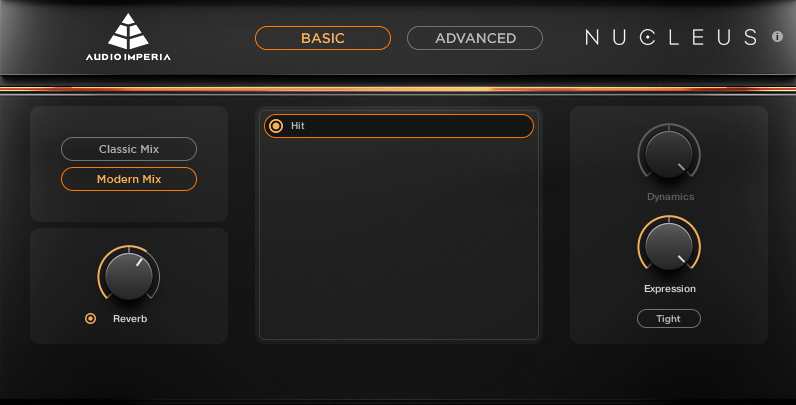 BASIC
ADVANCED
NUCLEUS
i
AUDIO IMPERIA
Classic Mix
Modern Mix
Reverb
Hit
Dynamics
Expression
Tight